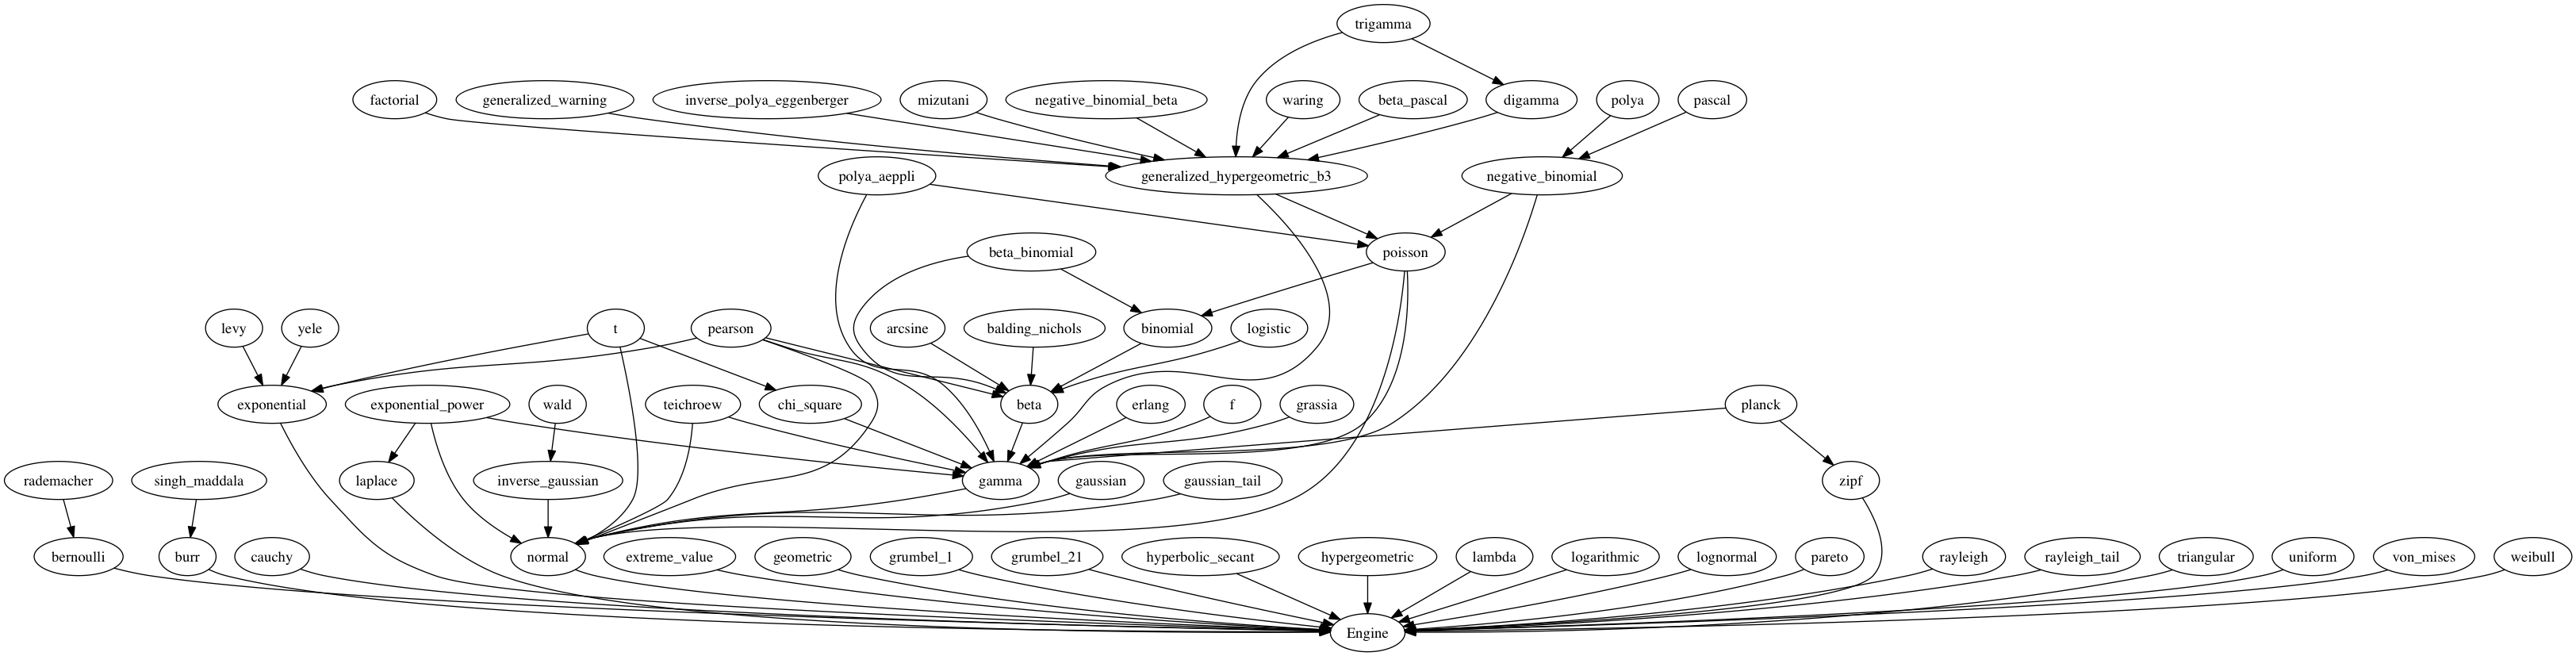 trigamma
factorial
generalized_warning
inverse_polya_eggenberger
mizutani
negative_binomial_beta
waring
beta_pascal
digamma
polya
pascal
polya_aeppli
generalized_hypergeometric_b3
negative_binomial
beta_binomial
poisson
levy
yele
t
pearson
arcsine
balding_nichols
binomial
logistic
exponential
exponential_power
wald
teichroew
chi_square
beta
erlang
f
grassia
planck
rademacher
singh_maddala
laplace
inverse_gaussian
gamma
gaussian
gaussian_tail
zipf
bernoulli
burr
cauchy
normal
extreme_value
geometric
grumbel_1
grumbel_21
hyperbolic_secant
hypergeometric
lambda
logarithmic
lognormal
pareto
rayleigh
rayleigh_tail
triangular
uniform
von_mises
weibull
Engine